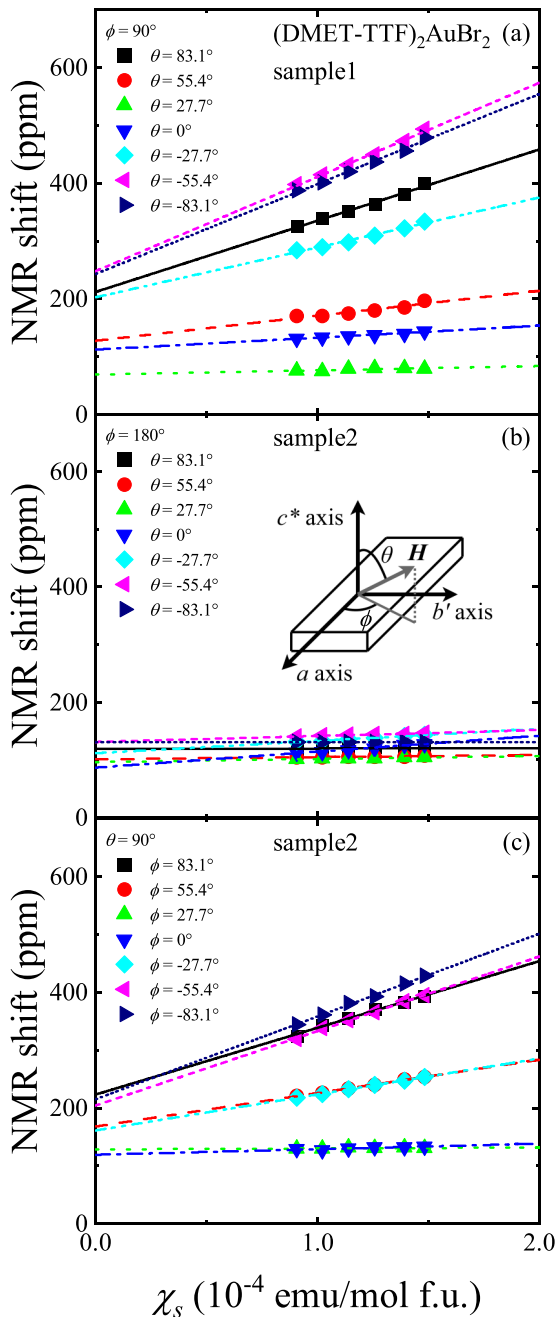 ϕ = 90° (DMET-TTF)₂AuBr₂ (a)
θ = 83.1° sample1
θ = 55.4°
θ = 27.7°
θ = 0°
θ = -27.7°
θ = -55.4°
θ = -83.1°
600
400
200
0
NMR shift (ppm)
ϕ = 180° sample2 (b)
θ = 83.1°
θ = 55.4°
θ = 27.7°
θ = 0°
θ = -27.7°
θ = -55.4°
θ = -83.1°
c* axis
θ
H
ϕ
b′ axis
a axis
600
400
200
0
NMR shift (ppm)
θ = 90° sample2 (c)
ϕ = 83.1°
ϕ = 55.4°
ϕ = 27.7°
ϕ = 0°
ϕ = -27.7°
ϕ = -55.4°
ϕ = -83.1°
600
400
200
0
NMR shift (ppm)
0.0 1.0 2.0
χₛ (10⁻⁴ emu/mol f.u.)